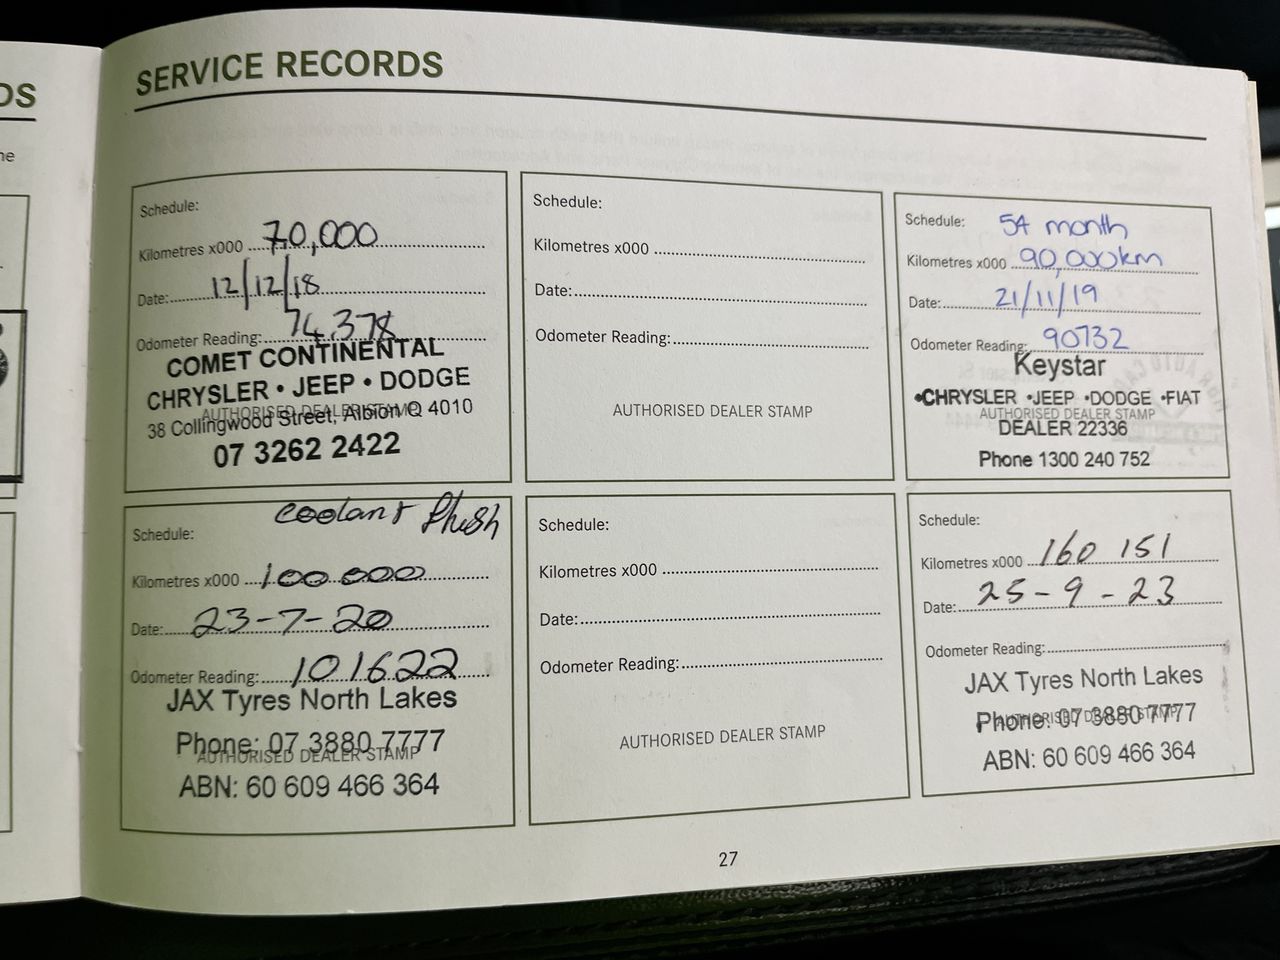 DS
SERVICE RECORDS
he
Schedule:
Kilometres x000 70,000
Date: 12/12/18
Odometer Reading: 74,378
COMET CONTINENTAL
CHRYSLER • JEEP • DODGE
AUTHORISED DEALER STAMP
38 Collingwood Street, Albion Q 4010
07 3262 2422
Schedule:
Kilometres x000
Date:
Odometer Reading:
AUTHORISED DEALER STAMP
Schedule: 54 month
Kilometres x000 90,000km
Date: 21/11/19
Odometer Reading: 90732
Keystar
•CHRYSLER •JEEP •DODGE •FIAT
AUTHORISED DEALER STAMP
DEALER 22336
Phone 1300 240 752
coolant flush
Schedule:
Kilometres x000 100 000
Date: 23-7-20
Odometer Reading: 101622
JAX Tyres North Lakes
Phone: 07 3880 7777
AUTHORISED DEALER STAMP
ABN: 60 609 466 364
Schedule:
Kilometres x000
Date:
Odometer Reading:
AUTHORISED DEALER STAMP
Schedule:
Kilometres x000 160 151
Date: 25-9-23
Odometer Reading:
JAX Tyres North Lakes
Phone: 07 3880 7777
AUTHORISED DEALER STAMP
ABN: 60 609 466 364
27